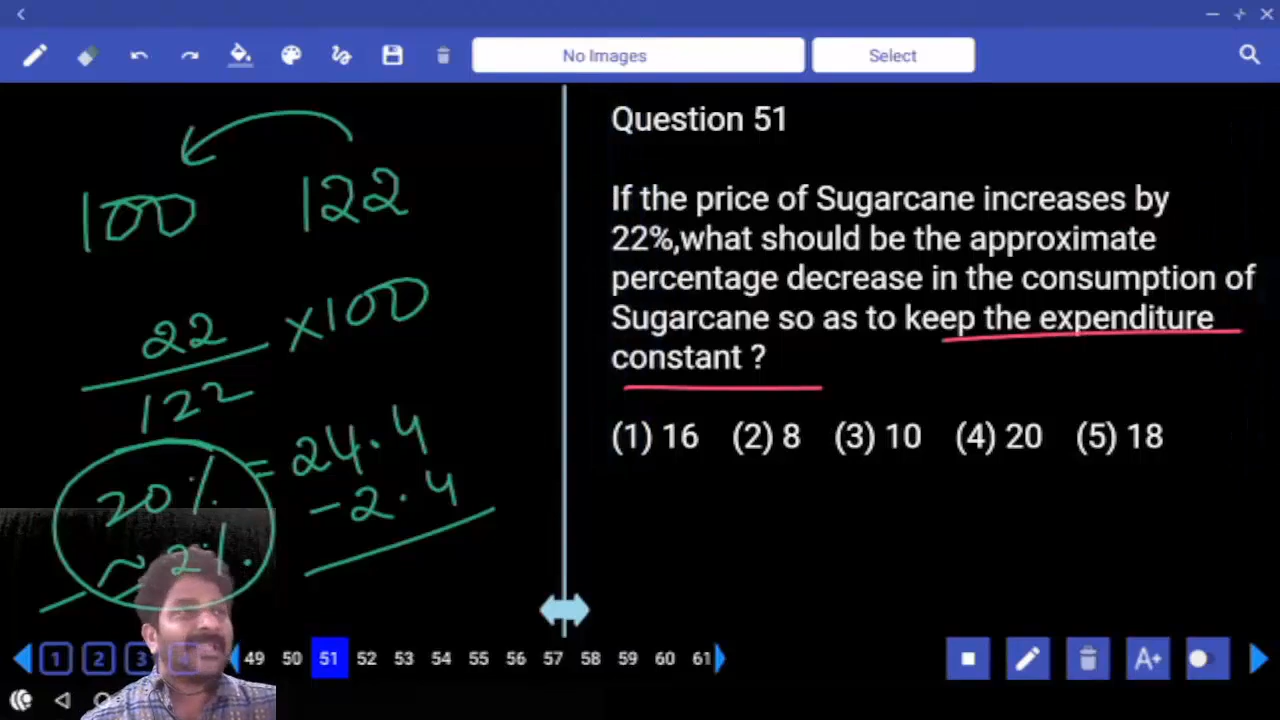 No Images
Select
100 122
22 ×100
122
20% = 24.4
~ 2% -2.4
Question 51
If the price of Sugarcane increases by
22%,what should be the approximate
percentage decrease in the consumption of
Sugarcane so as to keep the expenditure
constant ?
(1) 16 (2) 8 (3) 10 (4) 20 (5) 18
1 2 3 49 50 51 52 53 54 55 56 57 58 59 60 61
A+